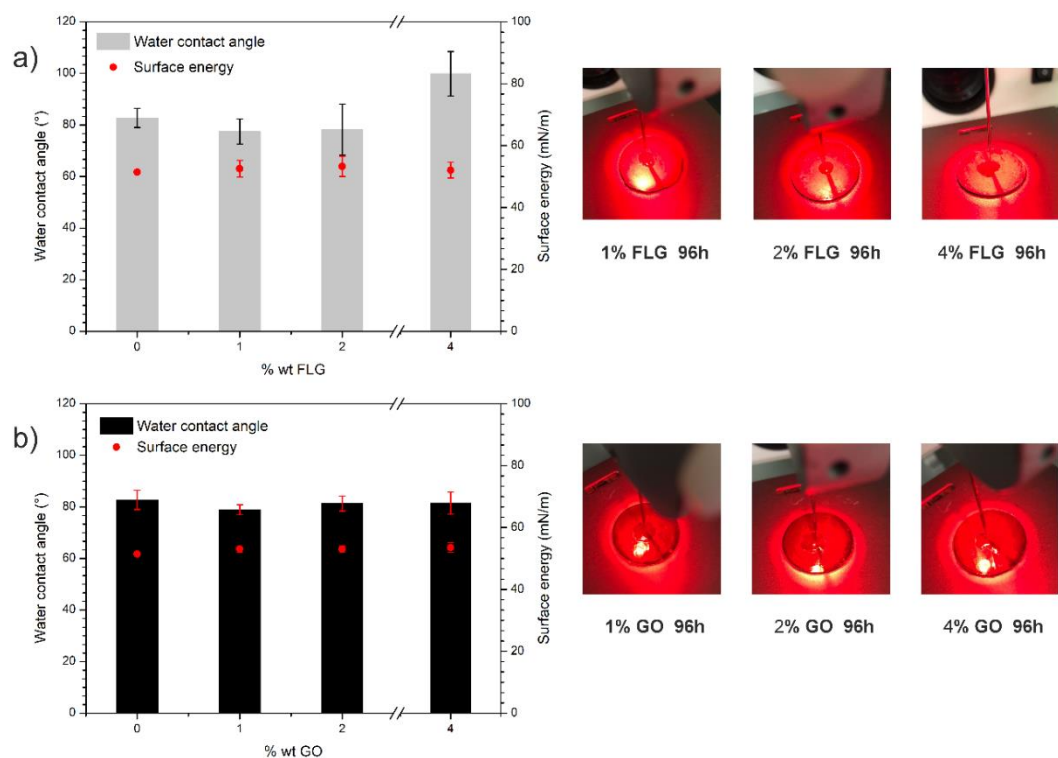 a)
Water contact angle
Surface energy
Water contact angle (°)
120
100
80
60
40
20
0
Surface energy (mN/m)
100
80
60
40
20
0
0 1 2 4
% wt FLG
1% FLG 96h
2% FLG 96h
4% FLG 96h
b)
Water contact angle
Surface energy
Water contact angle (°)
120
100
80
60
40
20
0
Surface energy (mN/m)
100
80
60
40
20
0
0 1 2 4
% wt GO
1% GO 96h
2% GO 96h
4% GO 96h